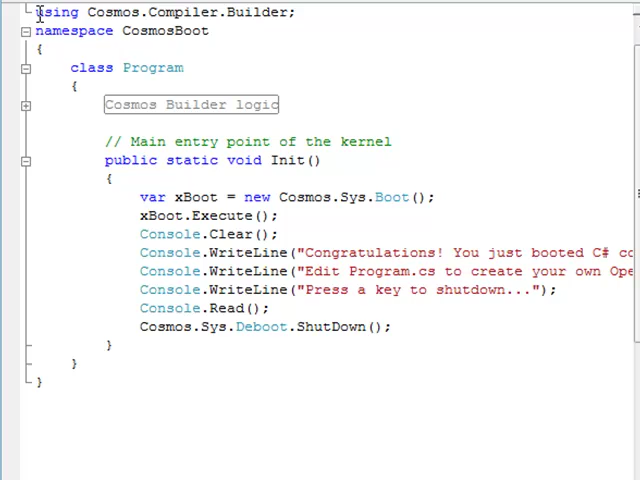 using Cosmos.Compiler.Builder;
namespace CosmosBoot
{
class Program
{
Cosmos Builder logic
// Main entry point of the kernel
public static void Init()
{
var xBoot = new Cosmos.Sys.Boot();
xBoot.Execute();
Console.Clear();
Console.WriteLine("Congratulations! You just booted C# co
Console.WriteLine("Edit Program.cs to create your own Ope
Console.WriteLine("Press a key to shutdown...");
Console.Read();
Cosmos.Sys.Deboot.ShutDown();
}
}
}